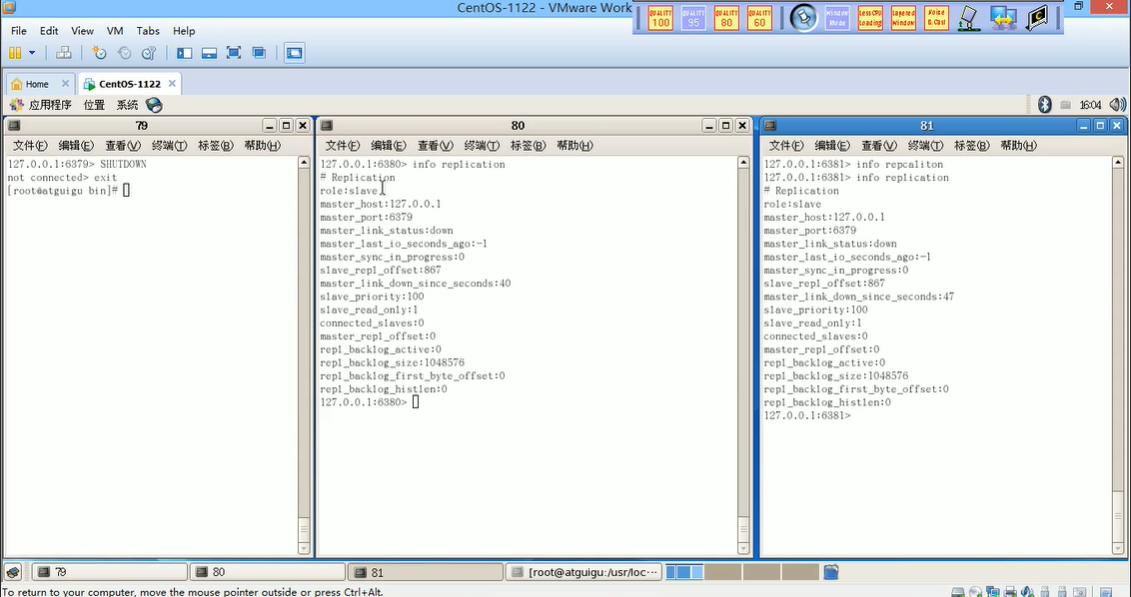 CentOS-1122 - VMware Work
QUALITY 100
QUALITY 95
QUALITY 80
QUALITY 60
Window Mode
Less CPU Loading
Layered Window
Noise & Cast
File Edit View VM Tabs Help
Home
CentOS-1122
应用程序 位置 系统
16:04
79
文件(F) 编辑(E) 查看(V) 终端(T) 标签(B) 帮助(H)
127.0.0.1:6379> SHUTDOWN
not connected> exit
[root@atguigu bin]#
80
文件(F) 编辑(E) 查看(V) 终端(T) 标签(B) 帮助(H)
127.0.0.1:6380> info replication
# Replication
role:slave
master_host:127.0.0.1
master_port:6379
master_link_status:down
master_last_io_seconds_ago:-1
master_sync_in_progress:0
slave_repl_offset:867
master_link_down_since_seconds:40
slave_priority:100
slave_read_only:1
connected_slaves:0
master_repl_offset:0
repl_backlog_active:0
repl_backlog_size:1048576
repl_backlog_first_byte_offset:0
repl_backlog_histlen:0
127.0.0.1:6380>
81
文件(F) 编辑(E) 查看(V) 终端(T) 标签(B) 帮助(H)
127.0.0.1:6381> info repcaliton
127.0.0.1:6381> info replication
# Replication
role:slave
master_host:127.0.0.1
master_port:6379
master_link_status:down
master_last_io_seconds_ago:-1
master_sync_in_progress:0
slave_repl_offset:867
master_link_down_since_seconds:47
slave_priority:100
slave_read_only:1
connected_slaves:0
master_repl_offset:0
repl_backlog_active:0
repl_backlog_size:1048576
repl_backlog_first_byte_offset:0
repl_backlog_histlen:0
127.0.0.1:6381>
79
80
81
[root@atguigu:/usr/loc···
To return to your computer, move the mouse pointer outside or press Ctrl+Alt.